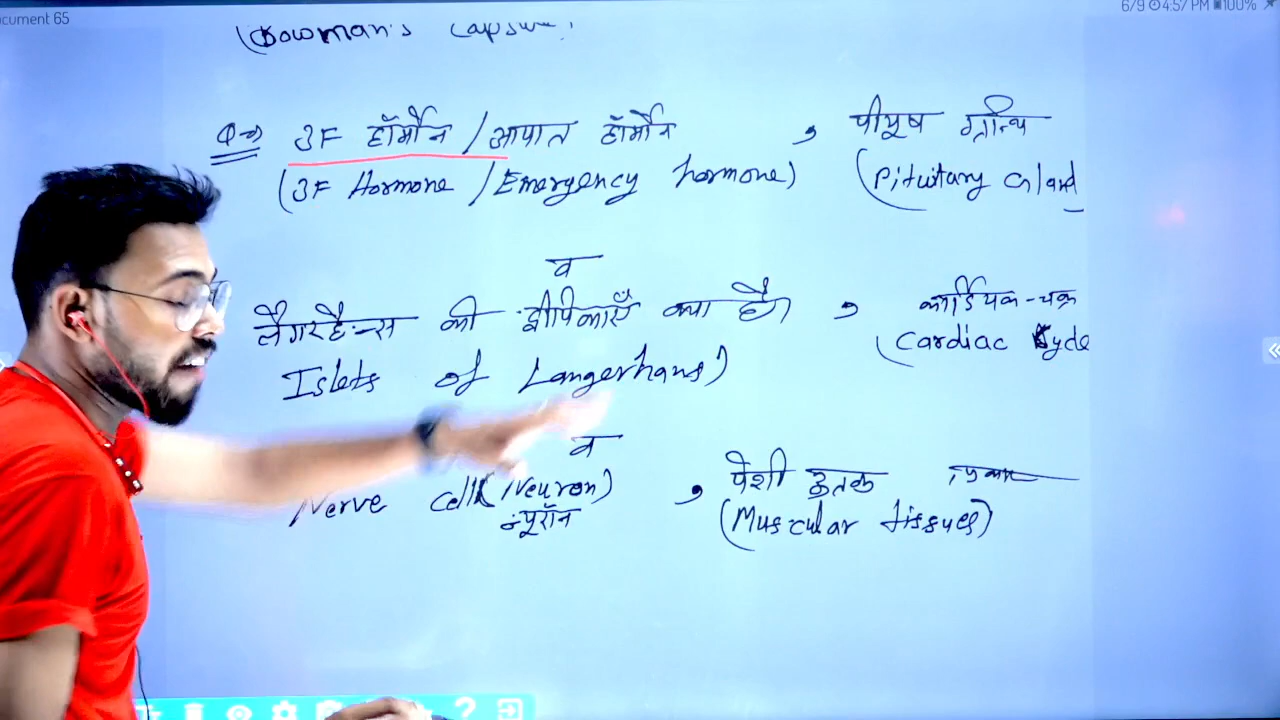 ocument 65
6/9 4:57 PM 100%
(Bowman's Capsu
Q→ 3F हॉर्मोन / आपात हॉर्मोन , पीयूष ग्रन्थि
(3F Hormone / Emergency hormone) (Pituitary Gland
व
लैंगरहैन्स की द्वीपिकाएँ क्या है। , कार्डियक-चक्र
Islets of Langerhans) (Cardiac Cycle
व
Nerve Cell (Neuron) , पेशी ऊतक
न्यूरॉन (Muscular tissues)